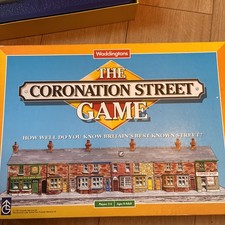 Waddingtons
THE
CORONATION STREET
GAME
HOW WELL DO YOU KNOW BRITAIN'S BEST KNOWN STREET?